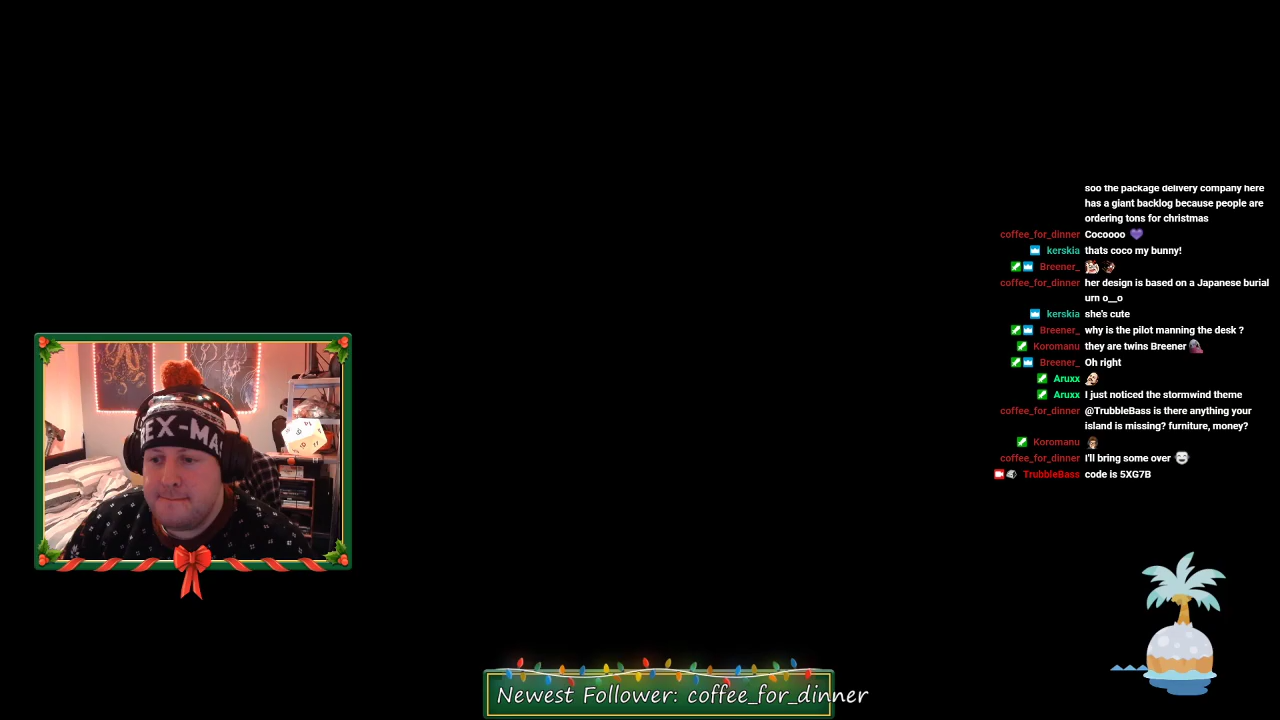 soo the package delivery company here
has a giant backlog because people are
ordering tons for christmas
coffee_for_dinner Cocoooo
kerskia thats coco my bunny!
Breener_
coffee_for_dinner her design is based on a Japanese burial
urn o__o
kerskia she's cute
Breener_ why is the pilot manning the desk ?
Koromanu they are twins Breener
Breener_ Oh right
Aruxx
Aruxx I just noticed the stormwind theme
coffee_for_dinner @TrubbleBass is there anything your
island is missing? furniture, money?
Koromanu
coffee_for_dinner I'll bring some over
TrubbleBass code is 5XG7B
EX-MA
Newest Follower: coffee_for_dinner